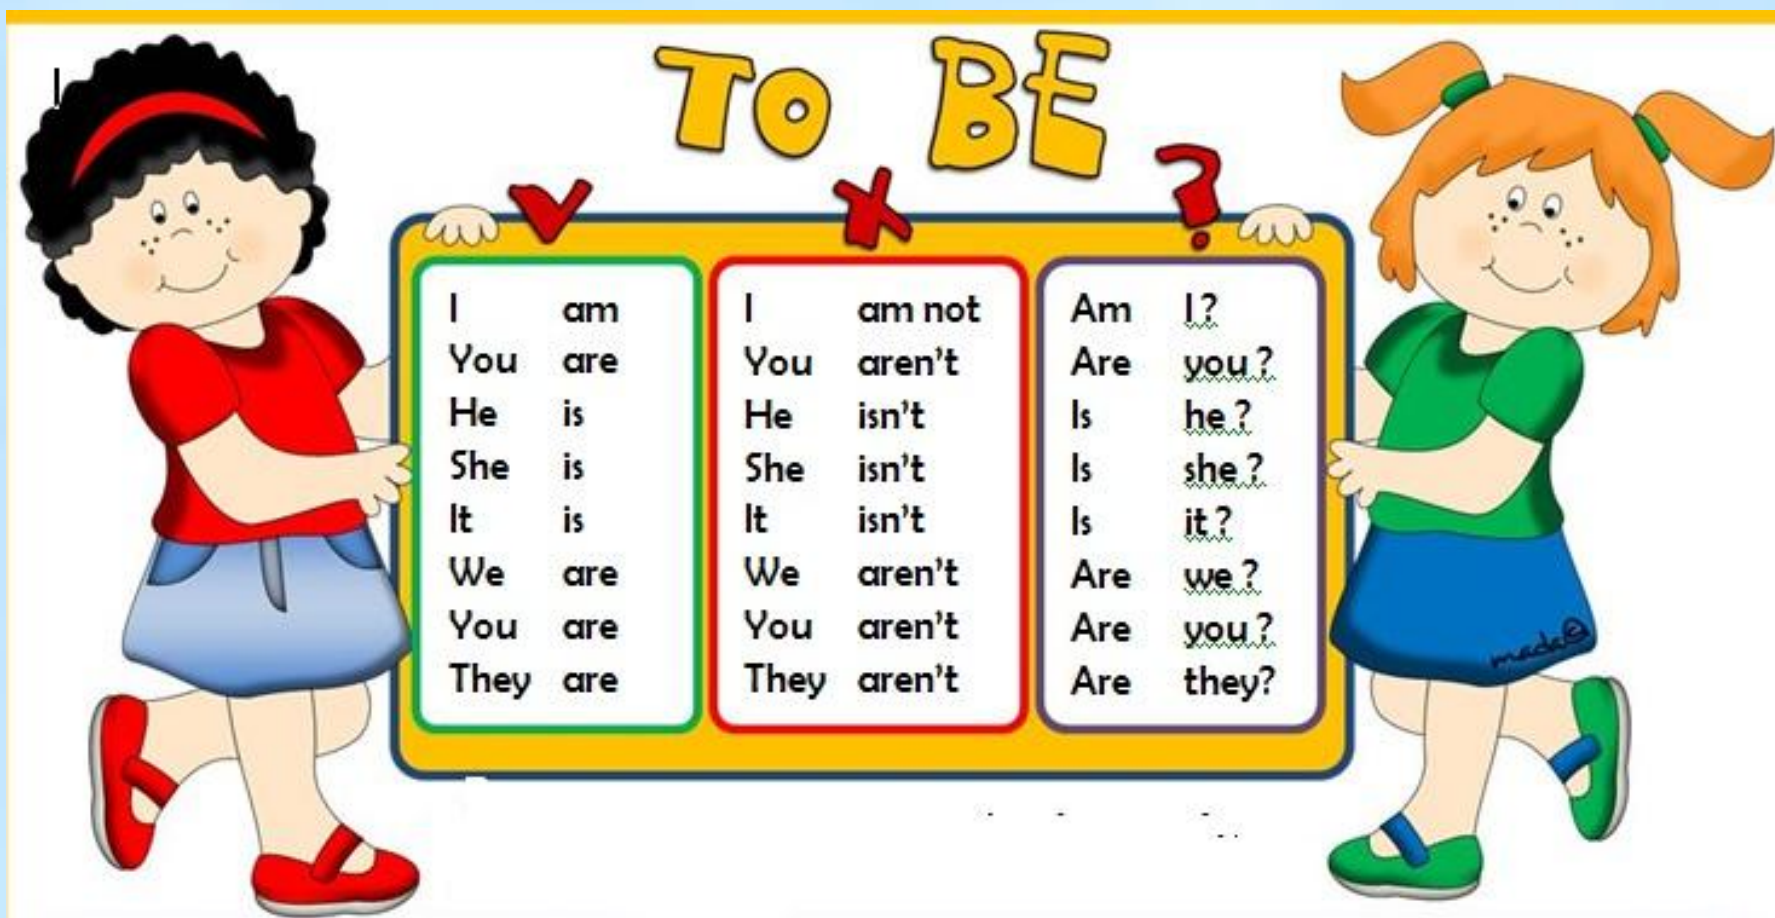 TO BE
I am
You are
He is
She is
It is
We are
You are
They are
I am not
You aren't
He isn't
She isn't
It isn't
We aren't
You aren't
They aren't
Am I ?
Are you ?
Is he ?
Is she ?
Is it ?
Are we ?
Are you ?
Are they?